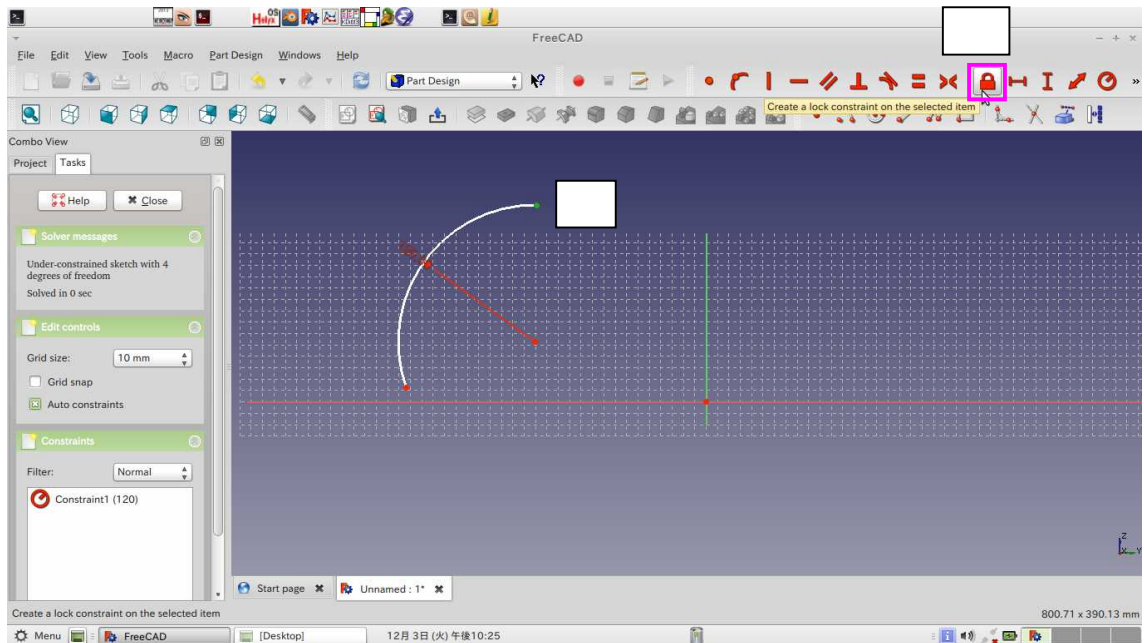 FreeCAD
File Edit View Tools Macro Part Design Windows Help
Part Design
Create a lock constraint on the selected item
Combo View
Project Tasks
Help Close
Solver messages
Under-constrained sketch with 4
degrees of freedom
Solved in 0 sec
Edit controls
Grid size: 10 mm
Grid snap
Auto constraints
Constraints
Filter: Normal
Constraint1 (120)
Z
X Y
Start page Unnamed : 1*
Create a lock constraint on the selected item 800.71 x 390.13 mm
Menu FreeCAD [Desktop] 12月 3日 (火) 午後10:25